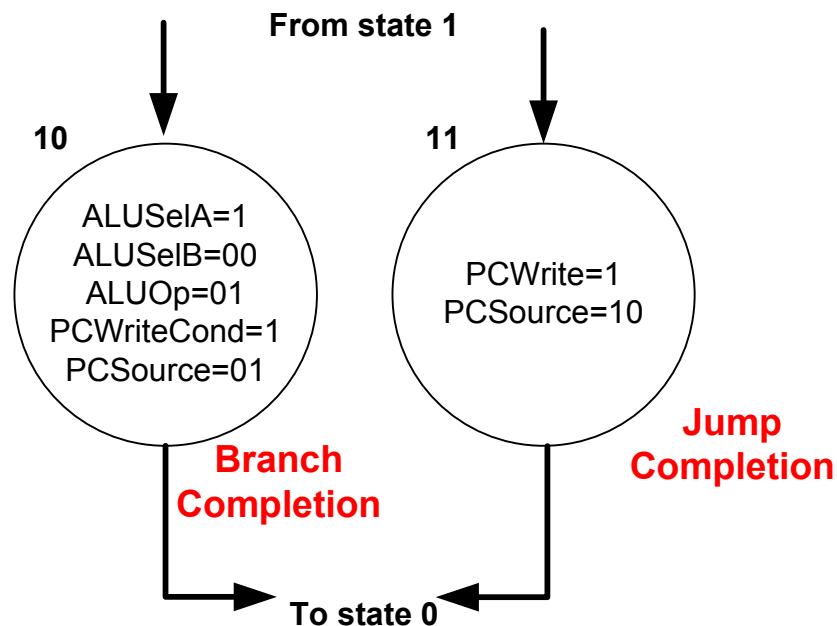 From state 1
10
ALUSelA=1
ALUSelB=00
ALUOp=01
PCWriteCond=1
PCSource=01
Branch
Completion
11
PCWrite=1
PCSource=10
Jump
Completion
To state 0